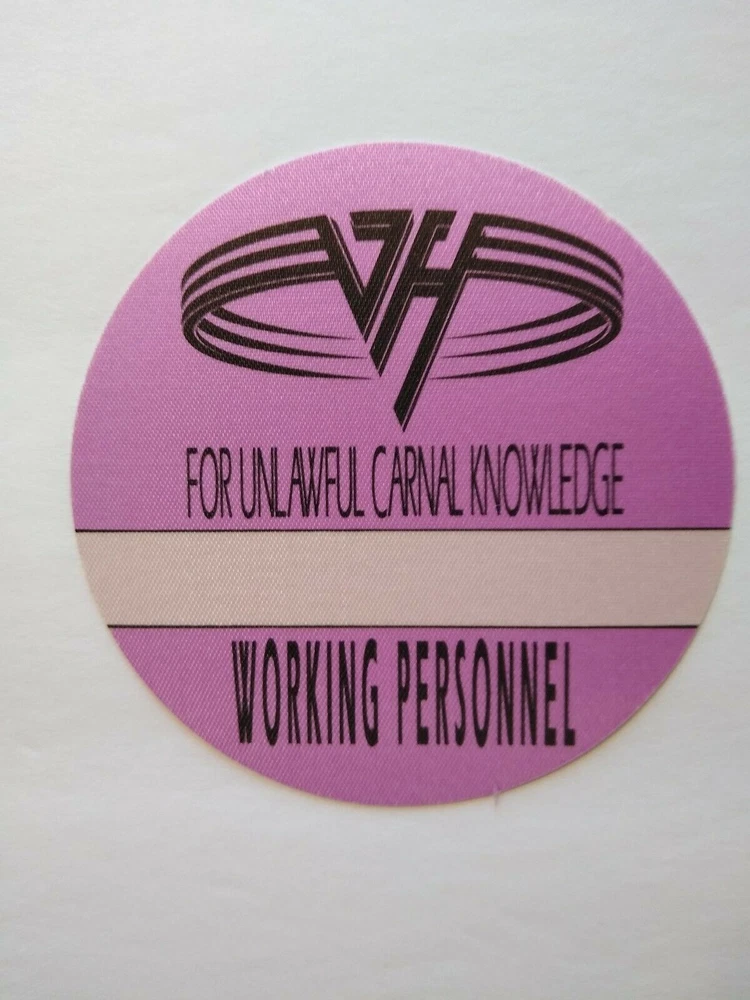 VH
FOR UNLAWFUL CARNAL KNOWLEDGE
WORKING PERSONNEL